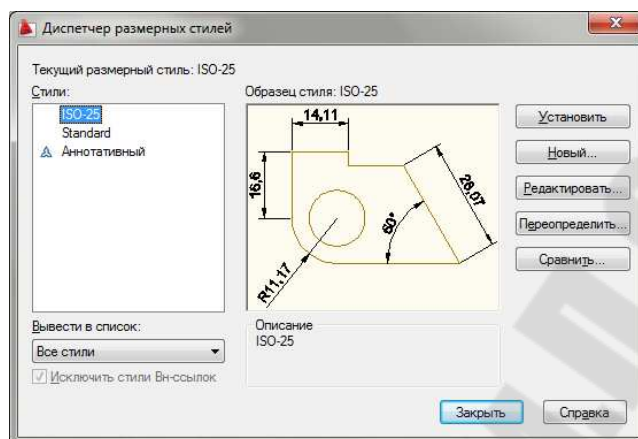 Диспетчер размерных стилей
Текущий размерный стиль: ISO-25
Стили:
ISO-25
Standard
Аннотативный
Образец стиля: ISO-25
14,11
16,6
R11,17
60°
28,07
Установить
Новый...
Редактировать...
Переопределить...
Сравнить...
Вывести в список:
Все стили
Исключить стили Вн-ссылок
Описание
ISO-25
Закрыть
Справка